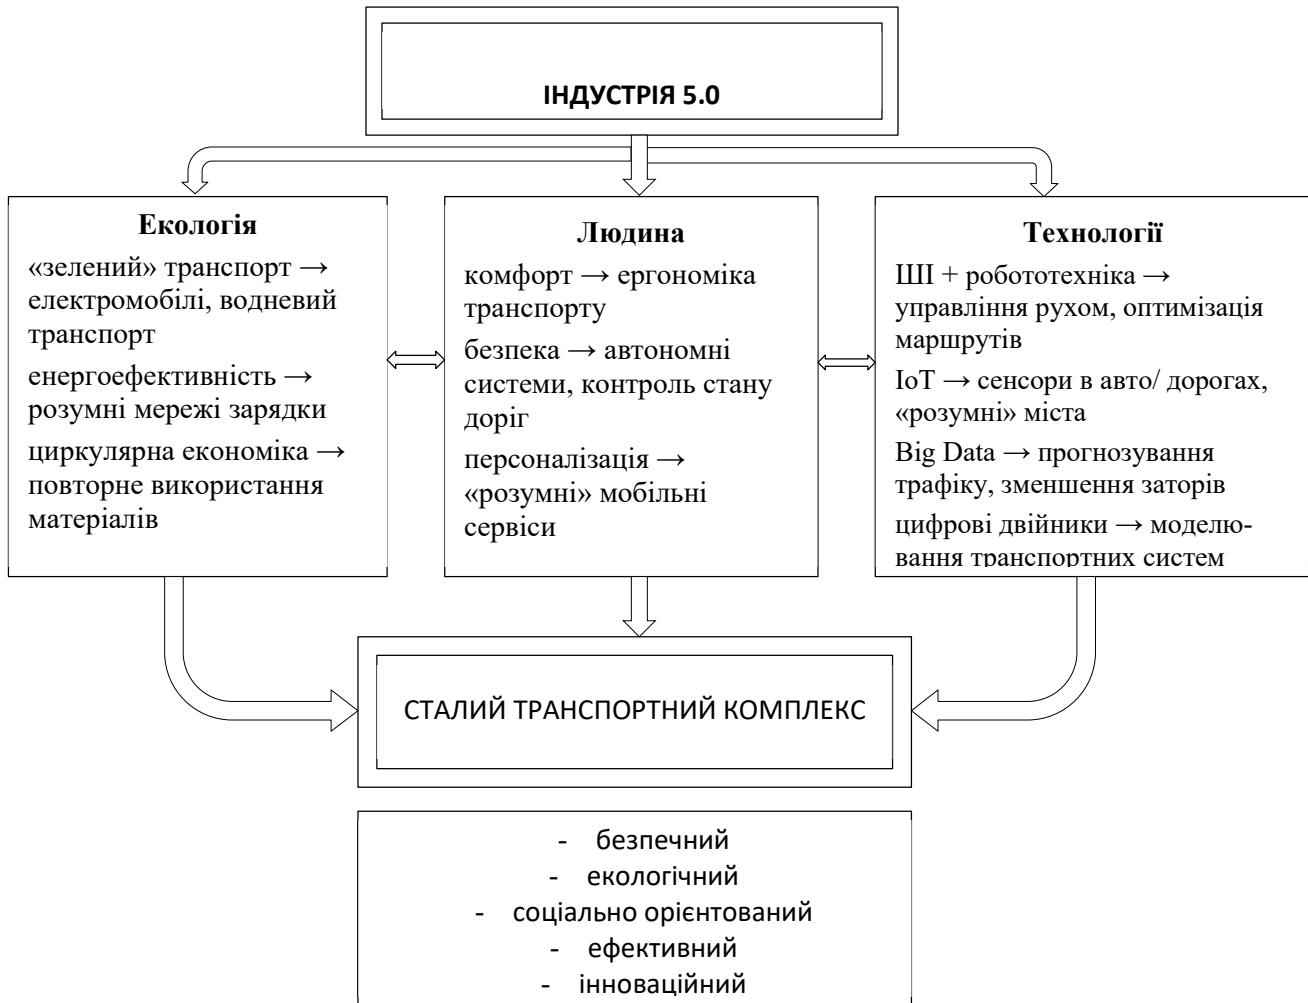 ІНДУСТРІЯ 5.0
Екологія
«зелений» транспорт →
електромобілі, водневий
транспорт
енергоефективність →
розумні мережі зарядки
циркулярна економіка →
повторне використання
матеріалів
Людина
комфорт → ергономіка
транспорту
безпека → автономні
системи, контроль стану
доріг
персоналізація →
«розумні» мобільні
сервіси
Технології
ШІ + робототехніка →
управління рухом, оптимізація
маршрутів
IoT → сенсори в авто/ дорогах,
«розумні» міста
Big Data → прогнозування
трафіку, зменшення заторів
цифрові двійники → моделю-
вання транспортних систем
СТАЛИЙ ТРАНСПОРТНИЙ КОМПЛЕКС
- безпечний
- екологічний
- соціально орієнтований
- ефективний
- інноваційний